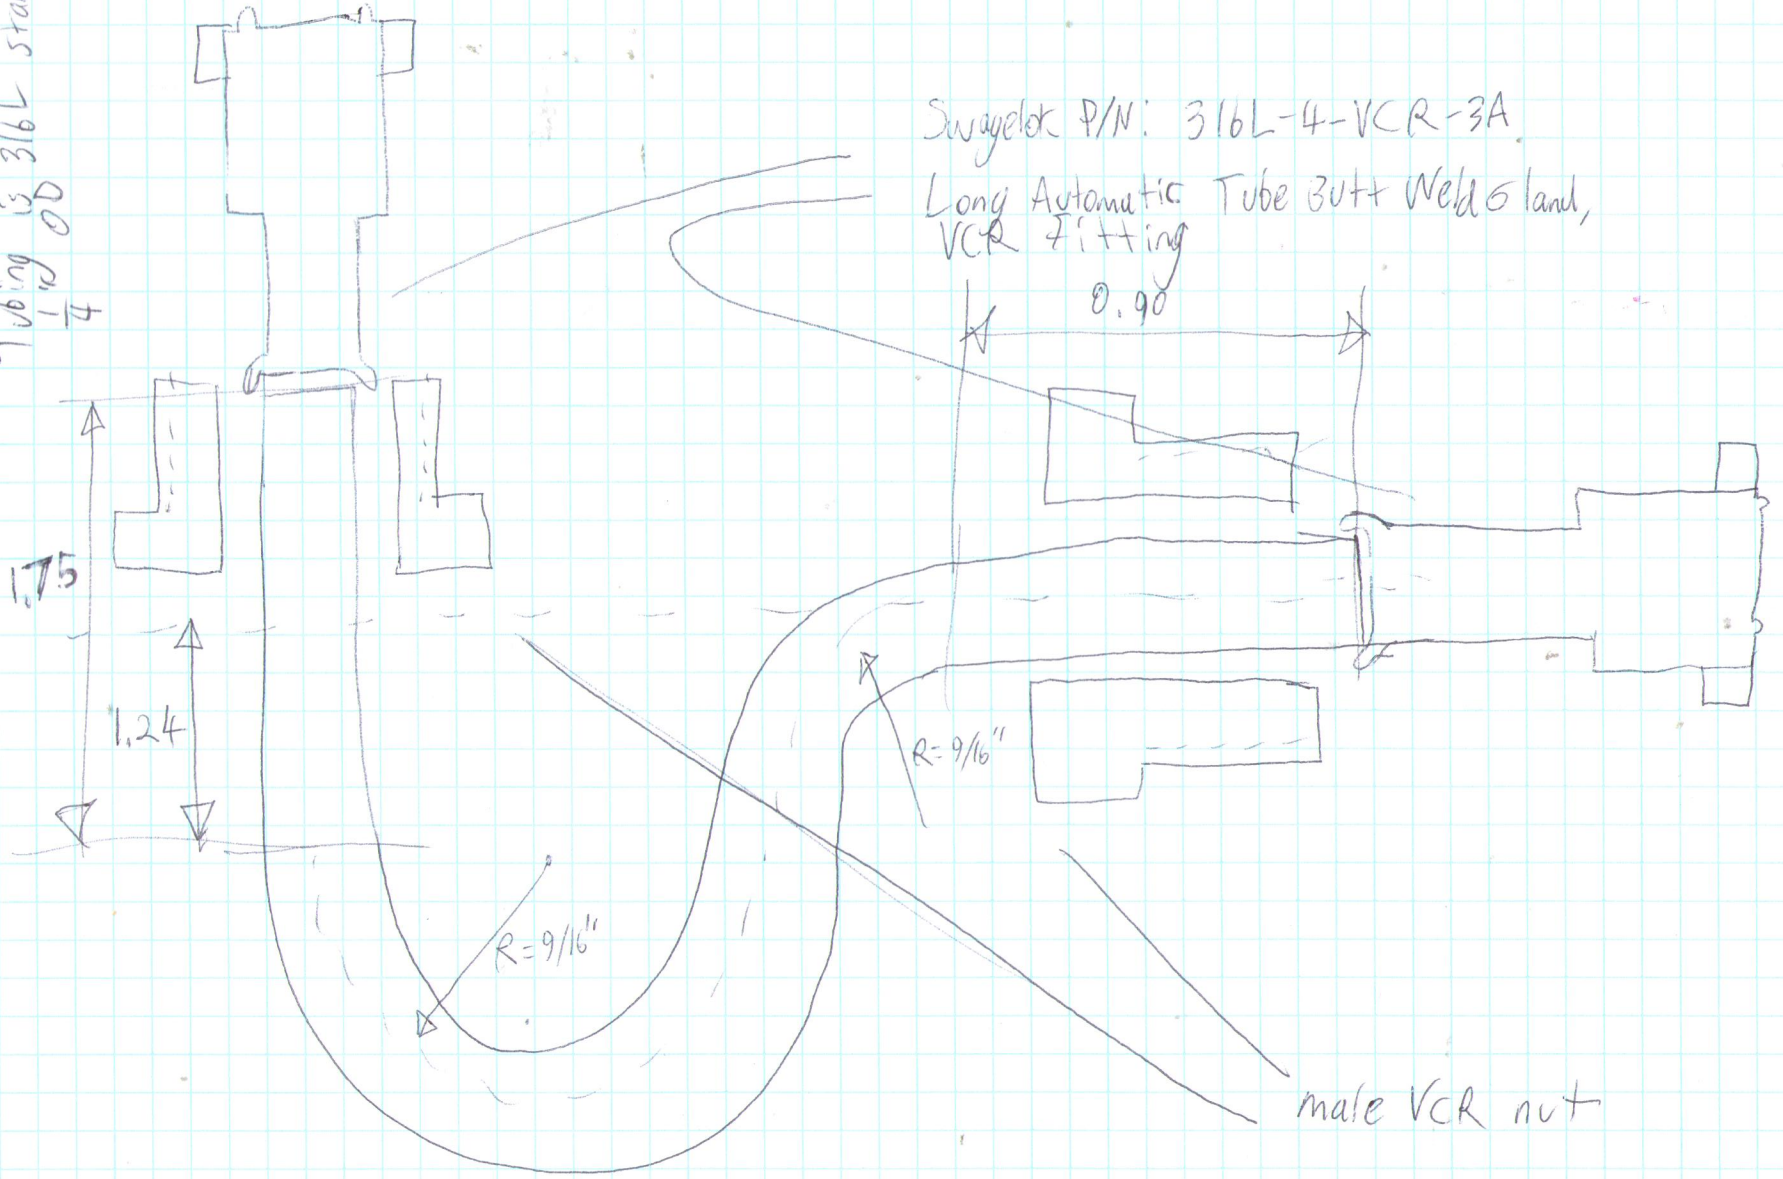 Tubing is 316L
1/4 in OD
Swagelok P/N: 316L-4-VCR-3A
Long Automatic Tube Butt Weld Gland,
VCR Fitting
0.90
1.75
1.24
R=9/16"
R=9/16"
male VCR nut